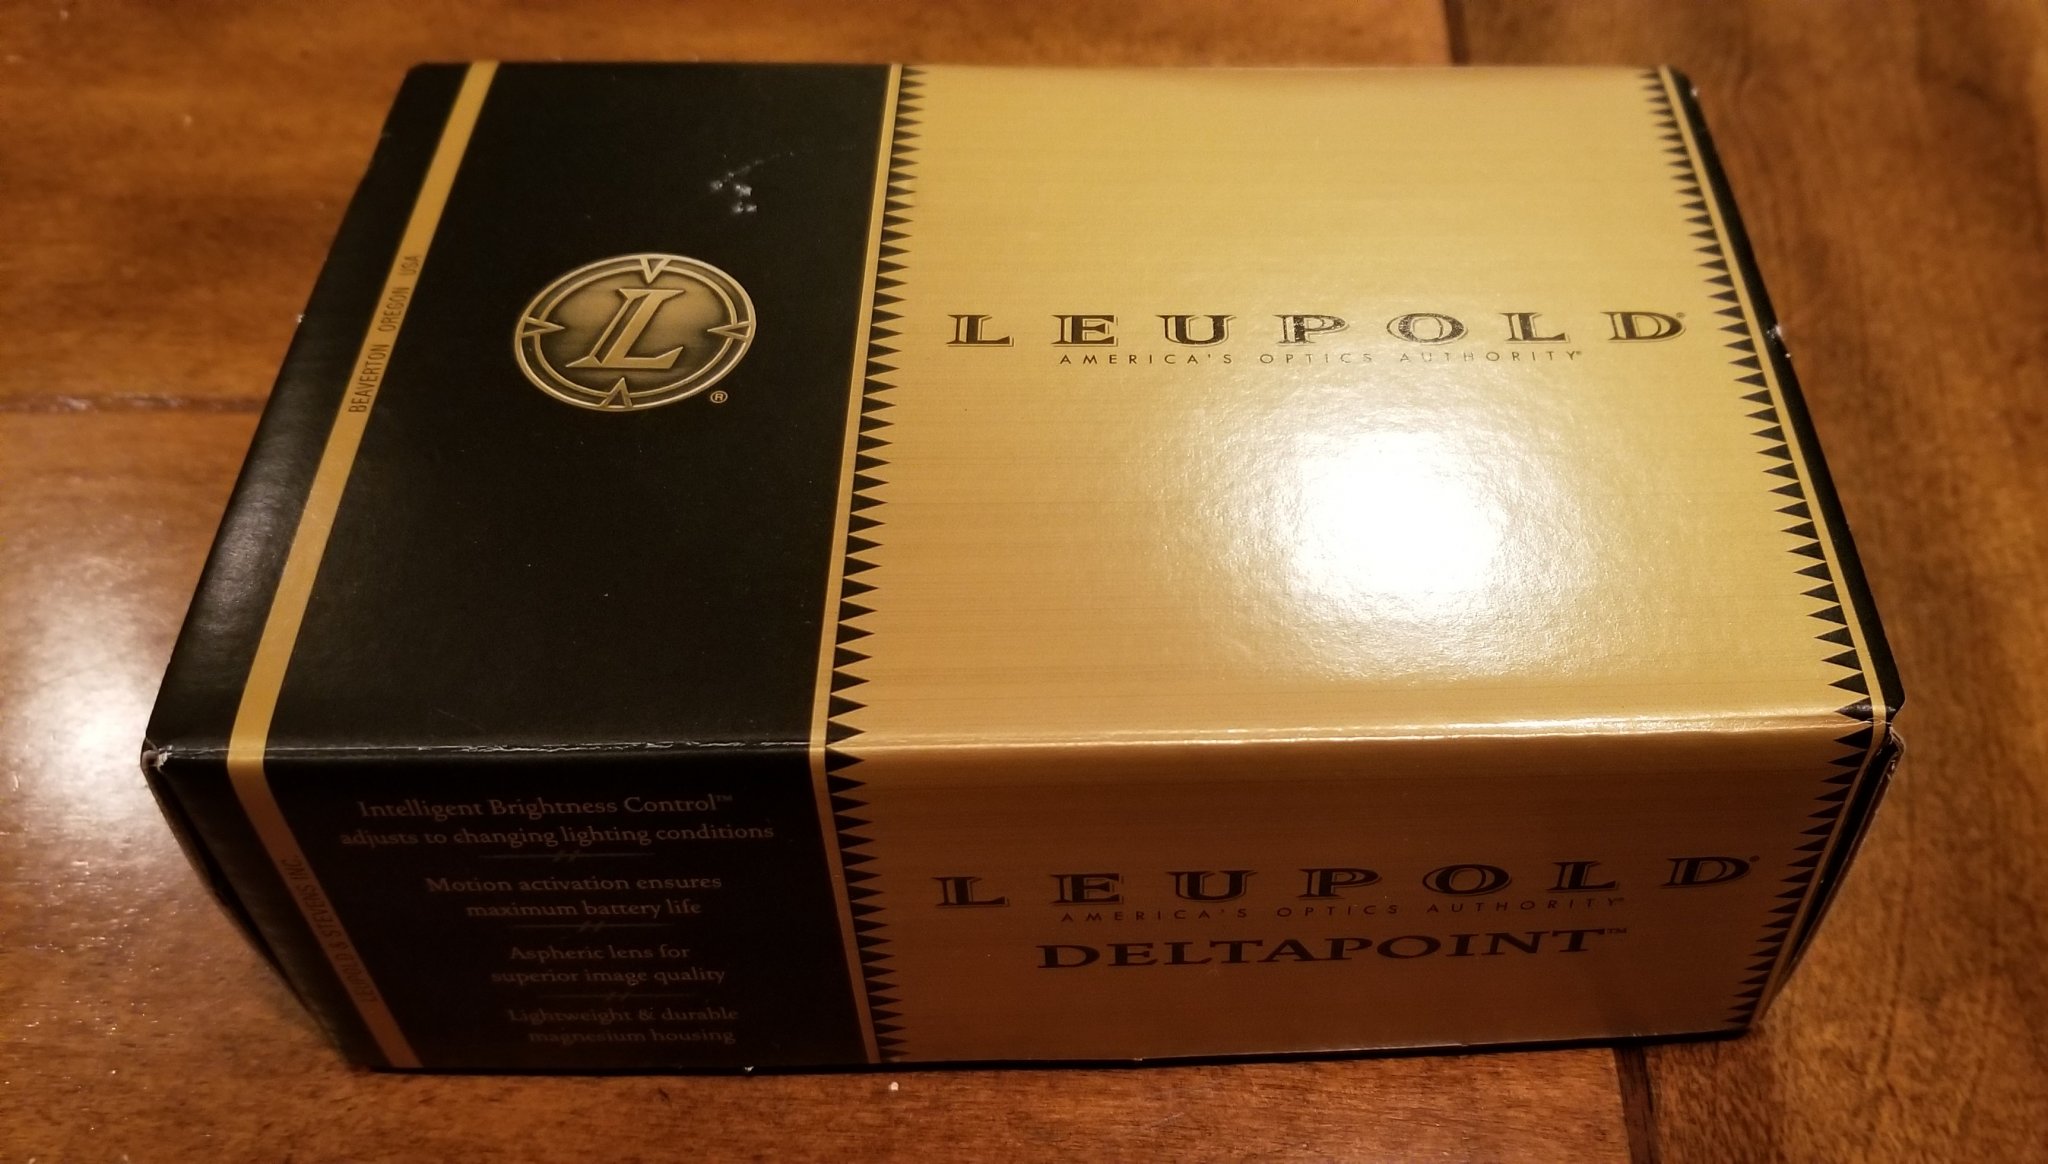 BEAVERTON OREGON USA
L
®
LEUPOLD®
AMERICA'S OPTICS AUTHORITY®
Intelligent Brightness Control™
adjusts to changing lighting conditions
Motion activation ensures
maximum battery life
Aspheric lens for
superior image quality
Lightweight & durable
magnesium housing
LEUPOLD & STEVENS INC.
LEUPOLD®
AMERICA'S OPTICS AUTHORITY®
DELTAPOINT™